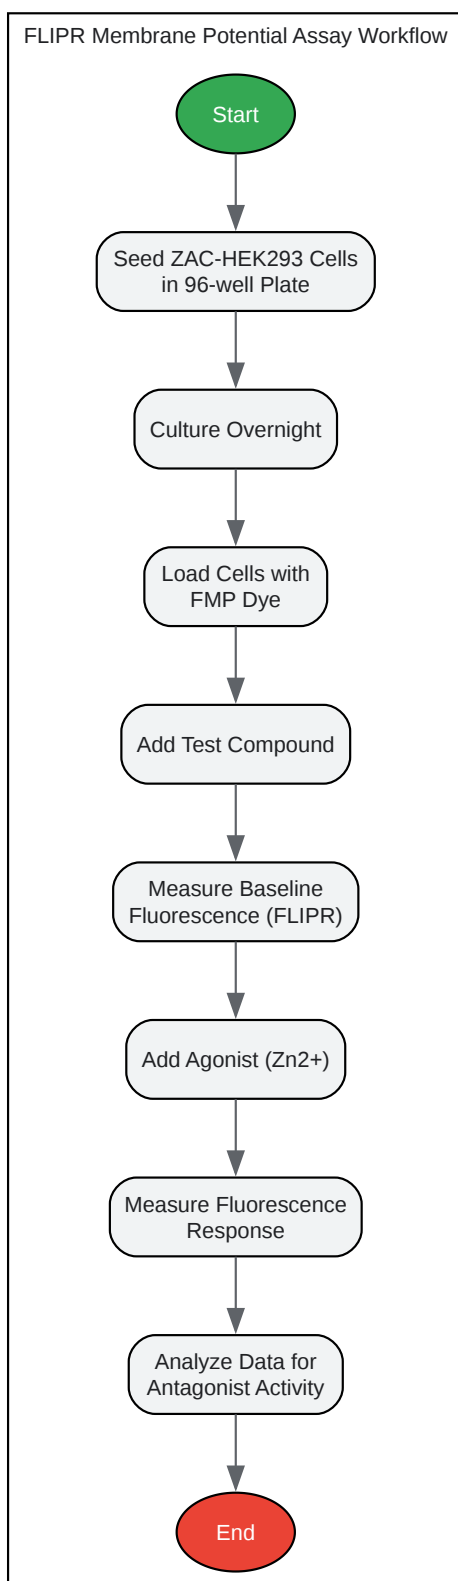 FLIPR Membrane Potential Assay Workflow
Start
Seed ZAC-HEK293 Cells
in 96-well Plate
Culture Overnight
Load Cells with
FMP Dye
Add Test Compound
Measure Baseline
Fluorescence (FLIPR)
Add Agonist (Zn2+)
Measure Fluorescence
Response
Analyze Data for
Antagonist Activity
End